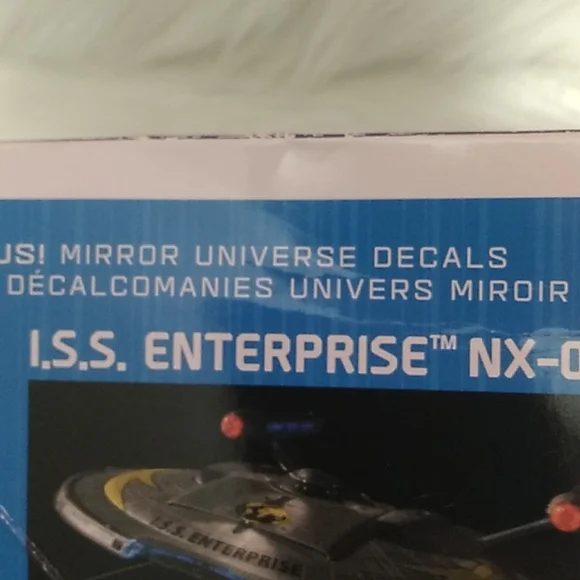 US! MIRROR UNIVERSE DECALS
DÉCALCOMANIES UNIVERS MIROIR
I.S.S. ENTERPRISE™ NX-0
I.S.S. ENTERPRISE